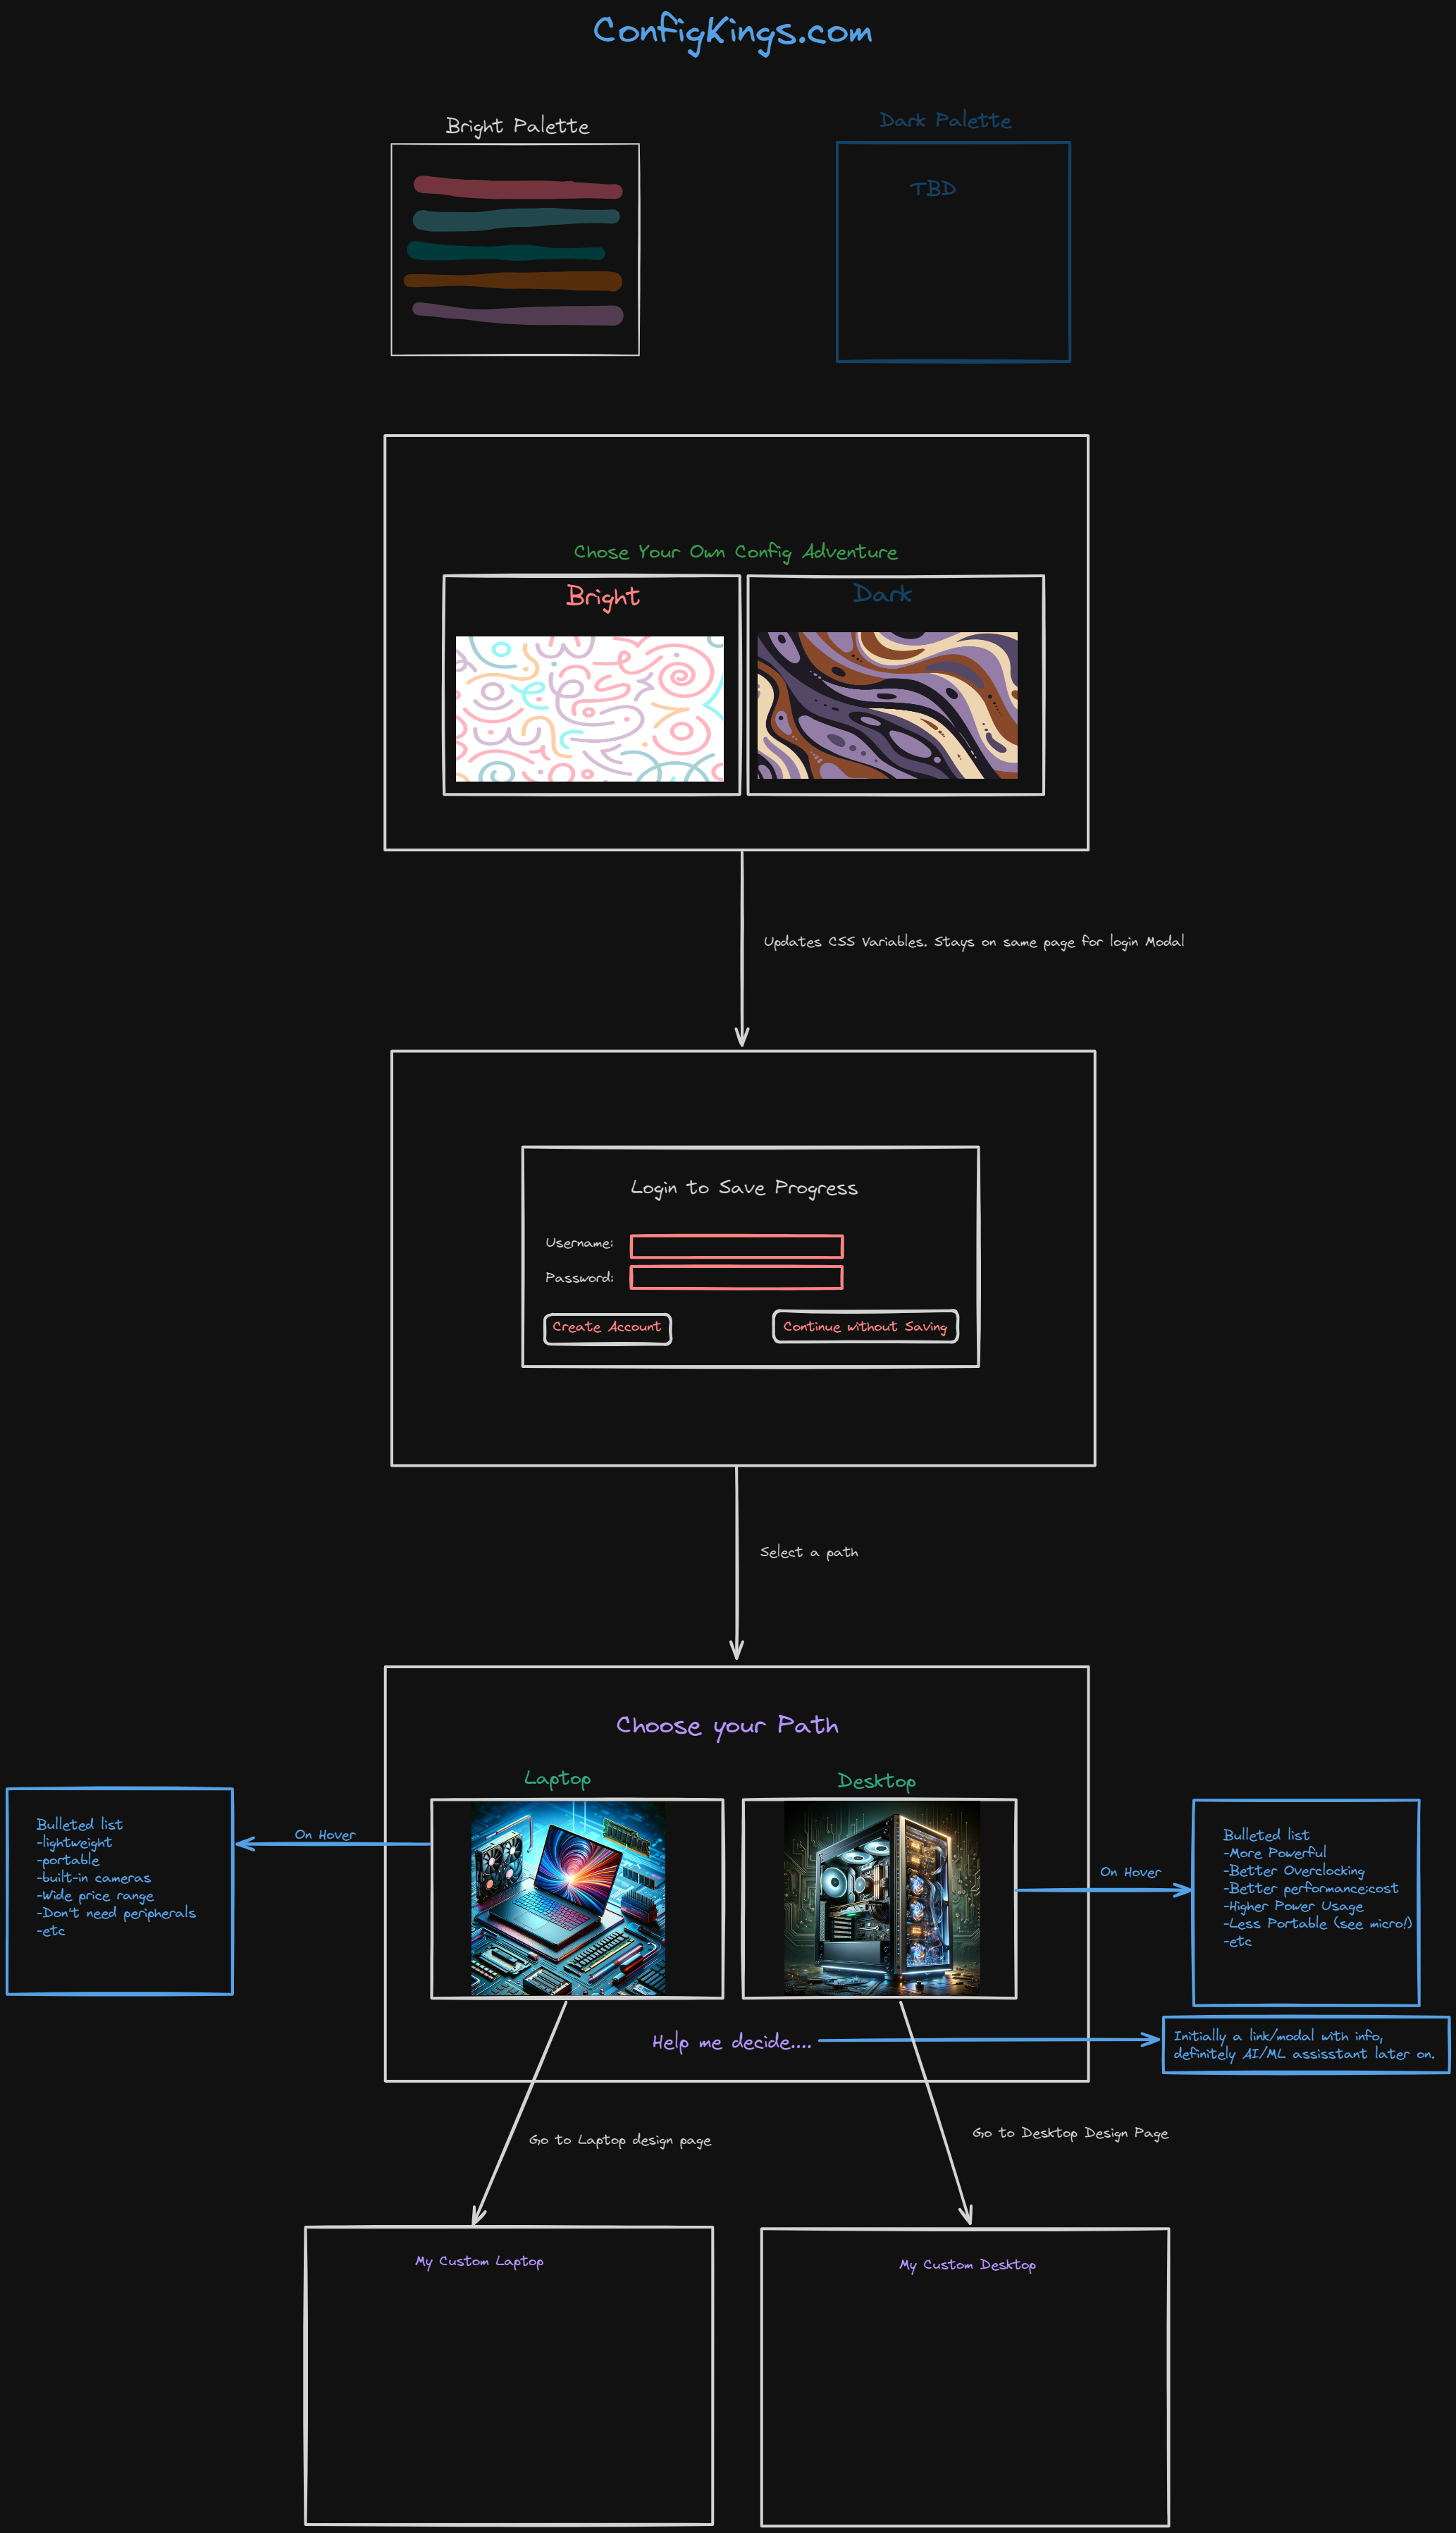 ConfigKings.com
Bright Palette
Dark Palette
TBD
Chose Your Own Config Adventure
Bright
Dark
Updates CSS Variables. Stays on same page for login Modal
Login to Save Progress
Username:
Password:
Create Account
Continue without Saving
Select a path
Choose your Path
Laptop
Desktop
On Hover
Bulleted list
-lightweight
-portable
-built-in cameras
-Wide price range
-Don't need peripherals
-etc
On Hover
Bulleted list
-More Powerful
-Better Overclocking
-Better performance:cost
-Higher Power Usage
-Less Portable (see micro!)
-etc
Help me decide....
Initially a link/modal with info,
definitely AI/ML assisstant later on.
Go to Laptop design page
Go to Desktop Design Page
My Custom Laptop
My Custom Desktop